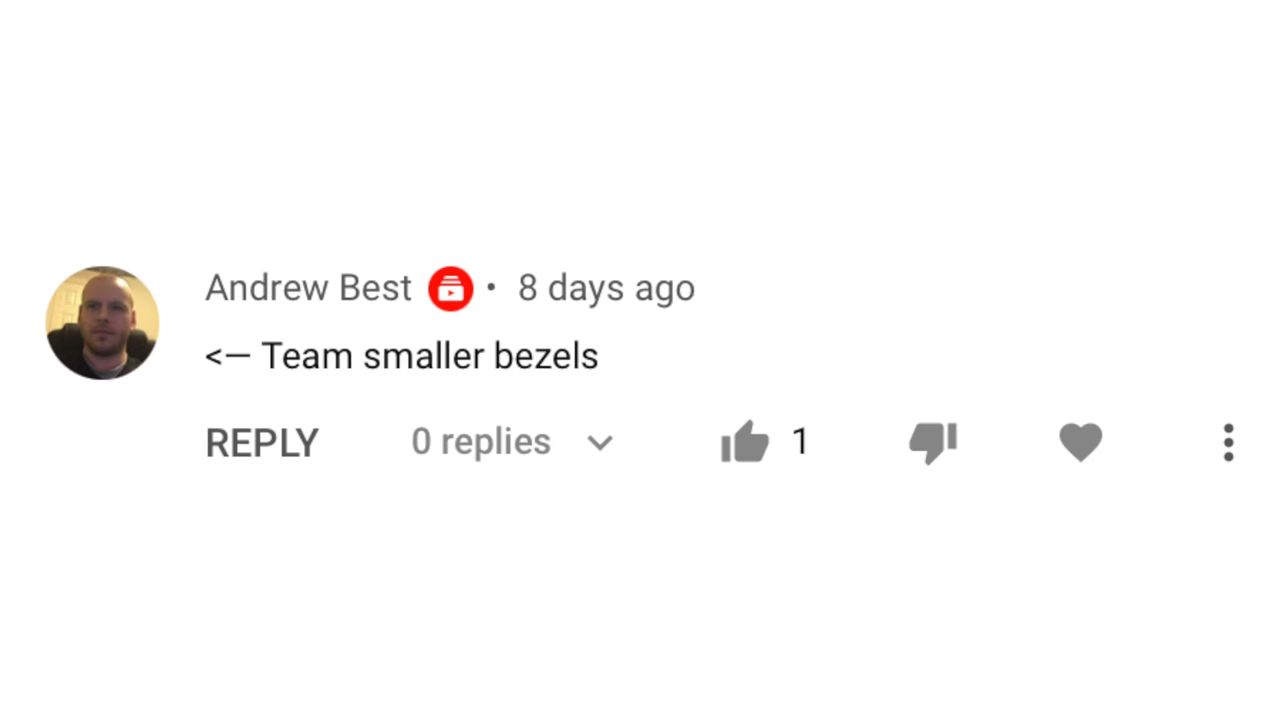 Andrew Best • 8 days ago
<— Team smaller bezels
REPLY 0 replies 1